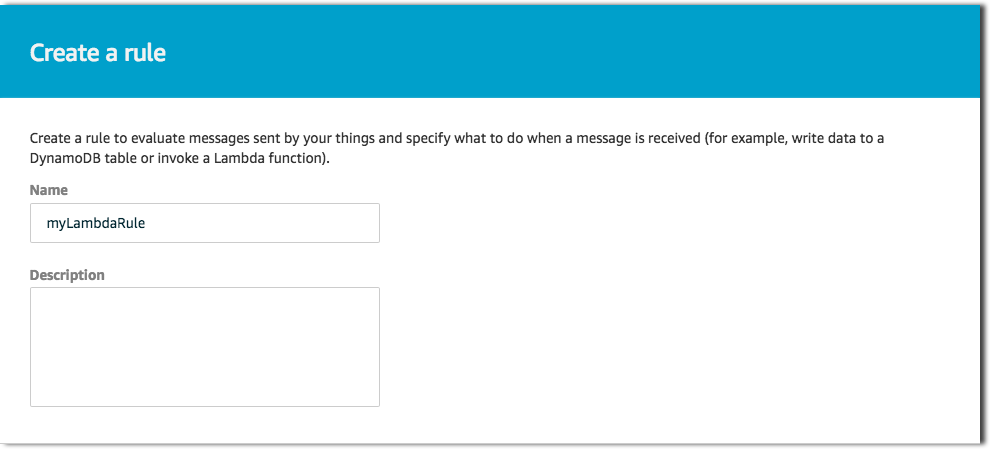 Create a rule
Create a rule to evaluate messages sent by your things and specify what to do when a message is received (for example, write data to a
DynamoDB table or invoke a Lambda function).
Name
myLambdaRule
Description